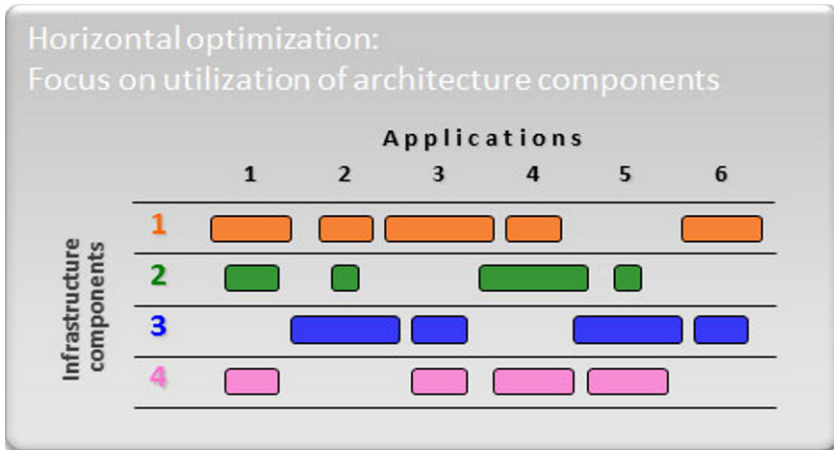 Horizontal optimization:
Focus on utilization of architecture components
Applications
1 2 3 4 5 6
Infrastructure
components
1
2
3
4